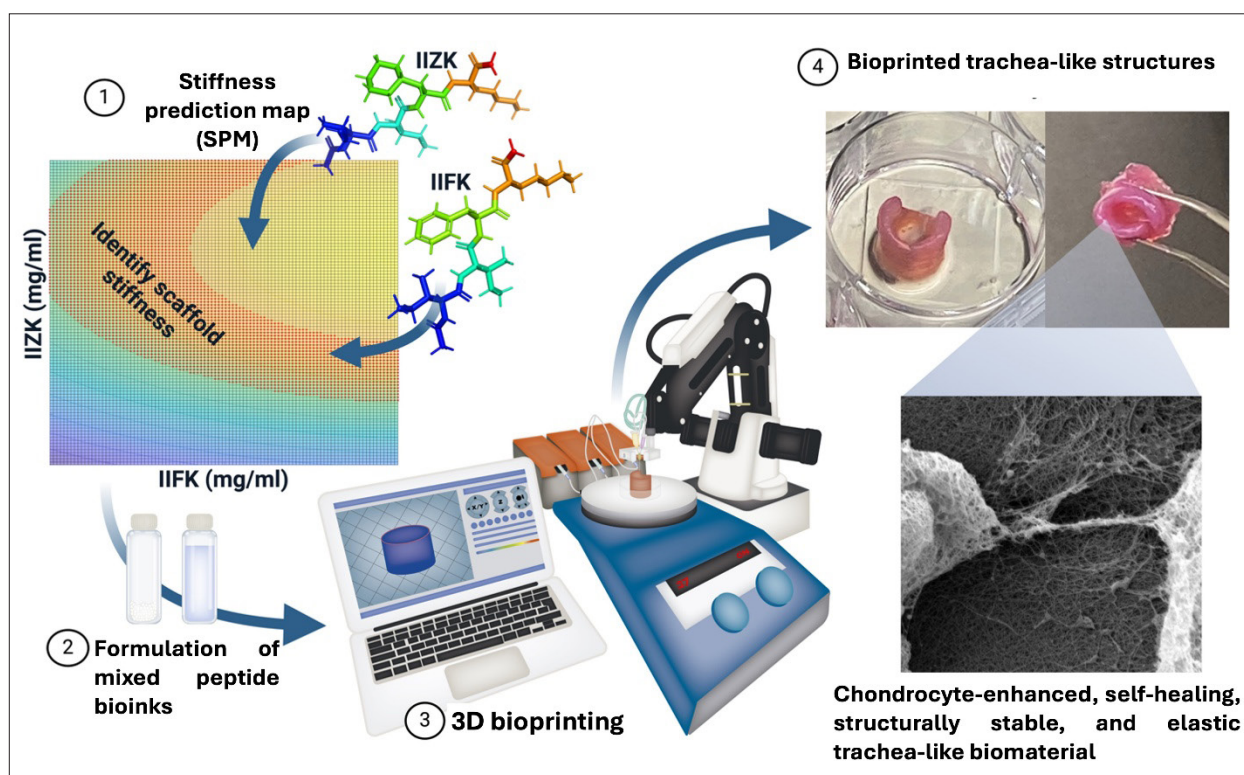 1
Stiffness
prediction map
(SPM)
IIZK
IIFK
Identify scaffold
stiffness
IIZK (mg/ml)
IIFK (mg/ml)
2
Formulation of
mixed peptide
bioinks
3
3D bioprinting
4
Bioprinted trachea-like structures
Chondrocyte-enhanced, self-healing,
structurally stable, and elastic
trachea-like biomaterial